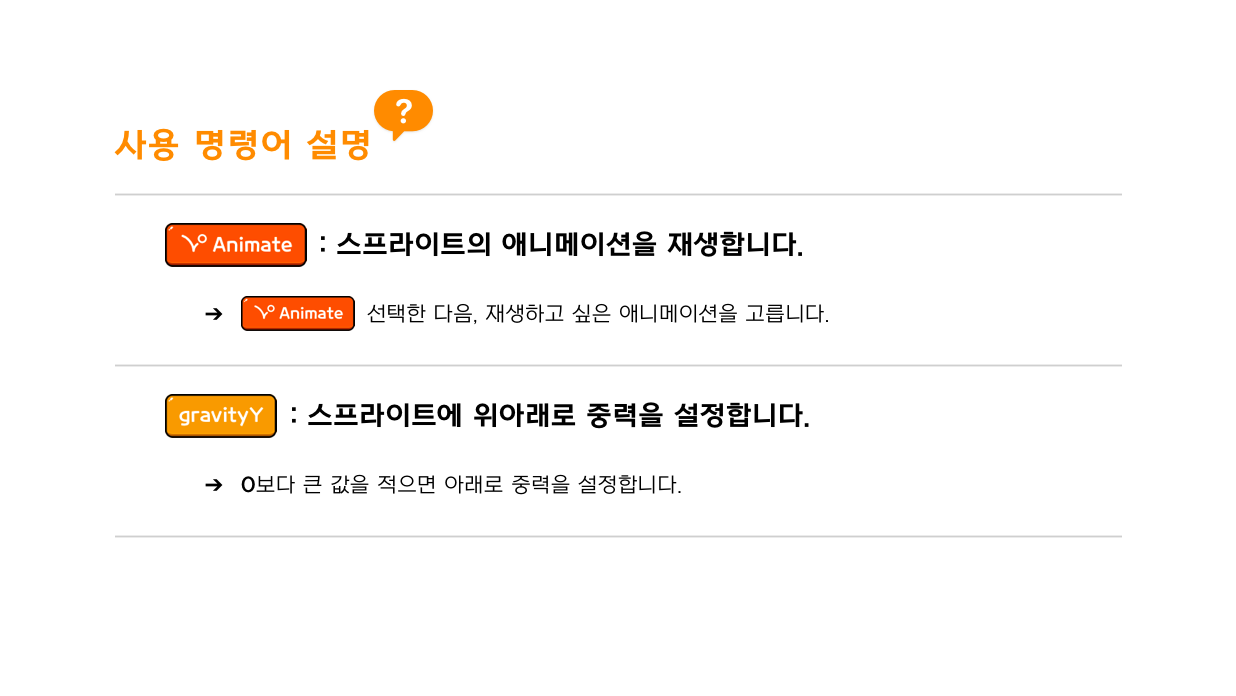 사용 명령어 설명 ?
Animate : 스프라이트의 애니메이션을 재생합니다.
➔ Animate 선택한 다음, 재생하고 싶은 애니메이션을 고릅니다.
gravityY : 스프라이트에 위아래로 중력을 설정합니다.
➔ 0보다 큰 값을 적으면 아래로 중력을 설정합니다.